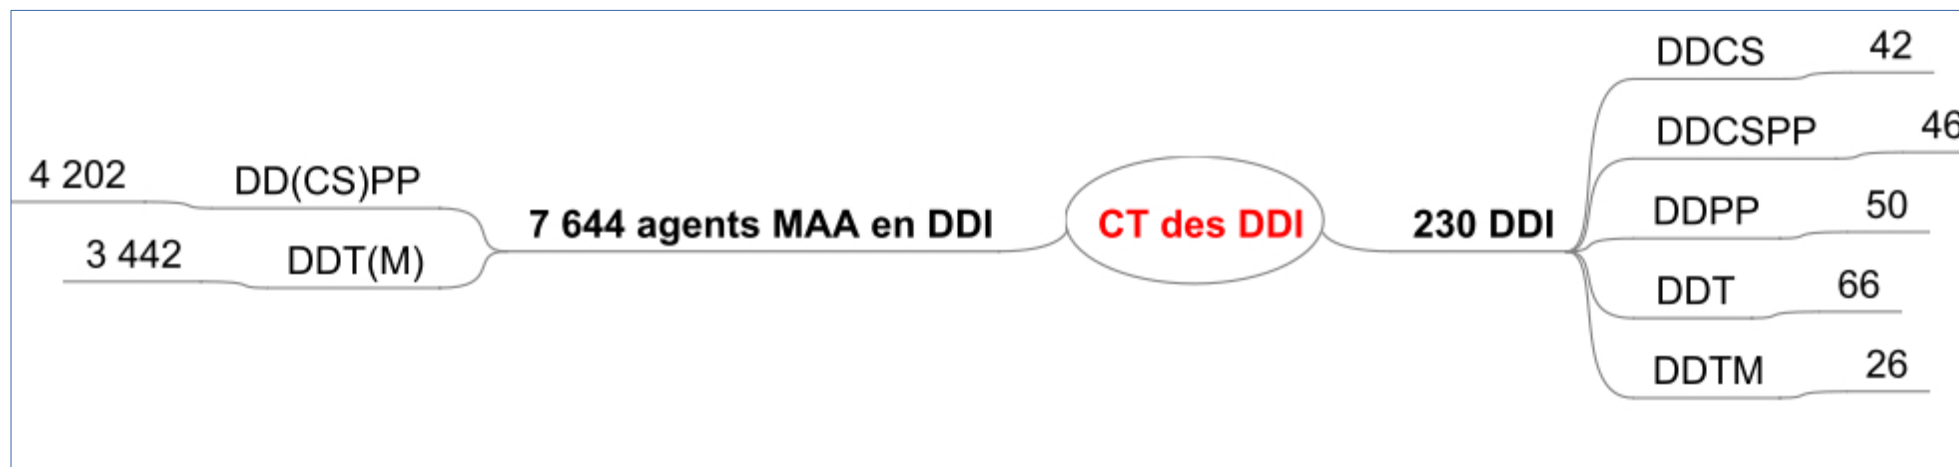 4 202 DD(CS)PP
3 442 DDT(M)
7 644 agents MAA en DDI
CT des DDI
230 DDI
DDCS 42
DDCSPP 46
DDPP 50
DDT 66
DDTM 26